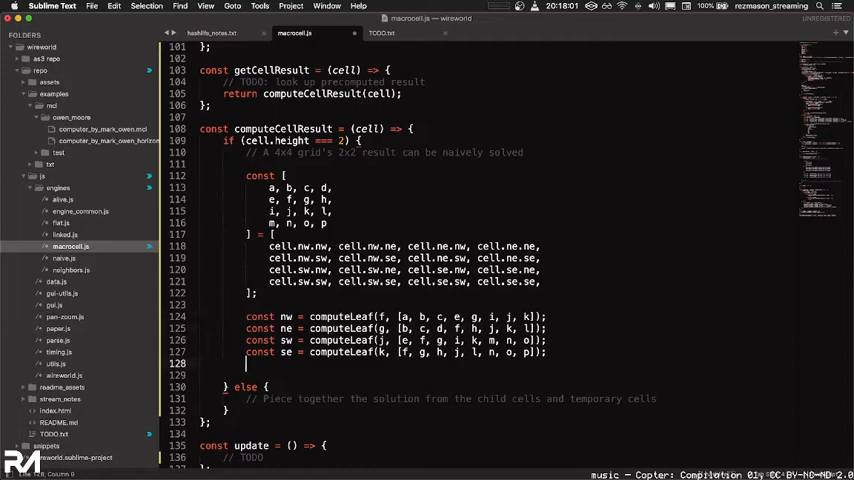 Sublime Text File Edit Selection Find View Goto Tools Project Window Help 100% 20:18:01 rezmason_streaming
macrocell.js — wireworld
UNREGISTERED
FOLDERS
wireworld
as3 repo
repo
assets
examples
mcl
owen_moore
computer_by_mark_owen.mcl
computer_by_mark_owen_horizon
test
txt
js
engines
alive.js
engine_common.js
flat.js
linked.js
macrocell.js
naive.js
neighbors.js
data.js
gui-utils.js
gui.js
pan-zoom.js
paper.js
parse.js
timing.js
utils.js
wireworld.js
readme_assets
stream_notes
index.html
README.md
TODO.txt
snippets
wireworld.sublime-project
hashlife_notes.txt macrocell.js TODO.txt
101 };
102
103 const getCellResult = (cell) => {
104 // TODO: look up precomputed result
105 return computeCellResult(cell);
106 };
107
108 const computeCellResult = (cell) => {
109 if (cell.height === 2) {
110 // A 4x4 grid's 2x2 result can be naively solved
111
112 const [
113 a, b, c, d,
114 e, f, g, h,
115 i, j, k, l,
116 m, n, o, p
117 ] = [
118 cell.nw.nw, cell.nw.ne, cell.ne.nw, cell.ne.ne,
119 cell.nw.sw, cell.nw.se, cell.ne.sw, cell.ne.se,
120 cell.sw.nw, cell.sw.ne, cell.se.nw, cell.se.ne,
121 cell.sw.sw, cell.sw.se, cell.se.sw, cell.se.se,
122 ];
123
124 const nw = computeLeaf(f, [a, b, c, e, g, i, j, k]);
125 const ne = computeLeaf(g, [b, c, d, f, h, j, k, l]);
126 const sw = computeLeaf(j, [e, f, g, i, k, m, n, o]);
127 const se = computeLeaf(k, [f, g, h, j, l, n, o, p]);
128
129
130 } else {
131 // Piece together the solution from the child cells and temporary cells
132 }
133 };
134
135 const update = () => {
136 // TODO
137 };
RM
Line 128, Column 9
music - Copter: Compilation 01, CC BY-NC-ND 2.0